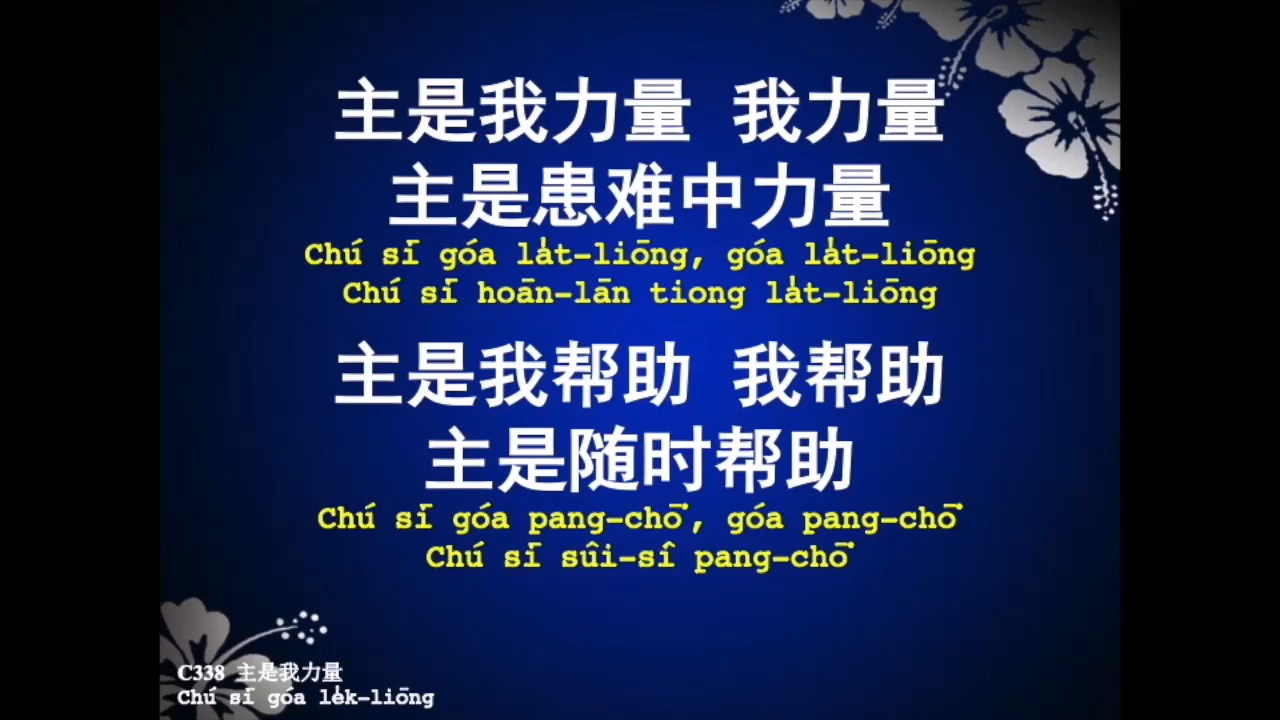 主是我力量 我力量
主是患难中力量
Chú sī góa la̍t-liōng, góa la̍t-liōng
Chú sī hoān-lān tiong la̍t-liōng
主是我帮助 我帮助
主是随时帮助
Chú sī góa pang-chō͘, góa pang-chō͘
Chú sī sûi-sî pang-chō͘
C338 主是我力量
Chú sī góa le̍k-liōng